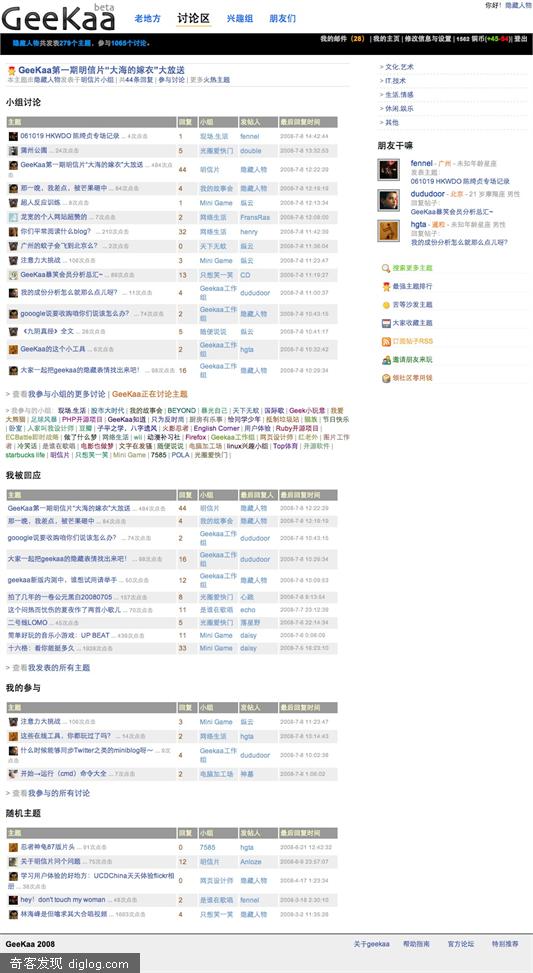 GeeKaa beta
老地方 讨论区 兴趣组 朋友们
你好! 隐藏人物
我的邮件（28） | 我的主页 | 修改信息与设置 | 1562 铜币(+45-54)| 登出
隐藏人物共发表279个主题，参与1065个讨论。
GeeKaa第一期明信片“大海的嫁衣”大放送
本主题由隐藏人物发表于明信片小组 | 共44条回复 | 参与讨论 | 更多火热主题
小组讨论
主题 回复 小组 发帖人 最后回复时间
061019 HKWDO 陈绮贞专场记录 ... 4次点击 1 现场.生活 fennel 2008-7-8 14:42:44
蒲州公園 ... 24次点击 5 光圈爱快门 double 2008-7-8 13:32:53
GeeKaa第一期明信片“大海的嫁衣”大放送 ... 484次点击 44 明信片 隐藏人物 2008-7-8 12:22:29
那一晚，我差点，被芒果砸中 ... 84次点击 4 我的故事会 隐藏人物 2008-7-8 12:18:19
超人反应训练 ... 8次点击 1 Mini Game 纵云 2008-7-8 12:13:34
龙宽的个人网站超赞的 ... 7次点击 2 网络生活 FransRas 2008-7-8 12:08:00
你们平常阅读什么blog? ... 210次点击 32 网络生活 henry 2008-7-8 11:42:39
广州的蚊子会飞到北京么? ... 2次点击 0 天下无蚊 纵云 2008-7-8 11:36:04
注意力大挑战 ... 106次点击 3 Mini Game 纵云 2008-7-8 11:23:47
GeeKaa暴笑会员分析总汇~ ... 88次点击 13 只想笑一笑 CD 2008-7-8 11:19:27
我的成份分析怎么就那么点儿呀? ... 11次点击 4 Geekaa工作组 dududoor 2008-7-8 11:00:37
gooogle说要收购咱你们说该怎么办? ... 74次点击 2 Geekaa工作组 隐藏人物 2008-7-8 10:43:15
《九阴真经》全文 ... 28次点击 5 随便说说 纵云 2008-7-8 10:41:17
GeeKaa的这个小工具 ... 6次点击 2 Geekaa工作组 hgta 2008-7-8 10:32:42
大家一起把geekaa的隐藏表情找出来吧! ... 98次点击 16 Geekaa工作组 隐藏人物 2008-7-8 10:29:34
> 查看我参与小组的更多讨论 | GeeKaa正在讨论主题
> 我参与的小组: 现场.生活 | 股市大时代 | 我的故事会 | BEYOND | 暴光自己 | 天下无蚊 | 国际歌 | Geek小玩意 | 我爱大熊猫 | 足球风暴 | PHP开源项目 | GeeKaa知道 | 只为反时尚 | 厨房有乐事 | 恰同学少年 | 抵制垃圾站 | 狼族 | 节日快乐
| 卧室 | 人家叫我设计师 | 豆瓣 | 子平之学，八字遗风 | 火影忍者 | English Corner | 用户体验 | Ruby开源项目 |
ECBattle即时战略 | 做了什么梦 | 网络生活 | wii | 动漫补习社 | Firefox | Geekaa工作组 | 网页设计师 | 红老外 | 面片工作者 | 冷笑话 | 是谁在歌唱 | 电影也做梦 | 文字在发骚 | 随便说说 | 电脑加工场 | linux兴趣小组 | Top体育 | 开源软件 |
starbucks life | 明信片 | 只想笑一笑 | Mini Game | 7585 | POLA | 光圈爱快门 |
我被回应
主题 回复 小组 最后回复人 最后回复时间
GeeKaa第一期明信片“大海的嫁衣”大放送 ... 484次点击 44 明信片 隐藏人物 2008-7-8 12:22:29
那一晚，我差点，被芒果砸中 ... 84次点击 4 我的故事会 隐藏人物 2008-7-8 12:18:19
gooogle说要收购咱你们说该怎么办? ... 74次点击 2 Geekaa工作组 dududoor 2008-7-8 10:43:15
大家一起把geekaa的隐藏表情找出来吧! ... 98次点击 16 Geekaa工作组 dududoor 2008-7-8 10:29:34
geekaa新版内测中，谁想试用请举手 ... 50次点击 12 Geekaa工作组 隐藏人物 2008-7-8 10:09:53
拍了几年的一卷公元黑白20080705 ... 157次点击 8 光圈爱快门 心跳 2008-7-8 8:13:54
这个闷热而忧伤的夏夜作了两首小歌儿 ... 70次点击 11 是谁在歌唱 echo 2008-7-7 23:12:39
二号线LOMO ... 45次点击 5 光圈爱快门 落星野 2008-7-6 22:14:34
简单好玩的音乐小游戏: UP BEAT ... 439次点击 11 Mini Game daisy 2008-7-6 0:08:09
十六格: 看你能挺多久 ... 1928次点击 33 Mini Game daisy 2008-7-5 18:23:10
> 查看我发表的所有主题
我的参与
主题 回复 小组 发帖人 最后回复时间
注意力大挑战 ... 106次点击 3 Mini Game 纵云 2008-7-8 11:23:47
这些在线工具，你都玩过了吗? ... 14次点击 2 网络生活 hgta 2008-7-8 10:14:43
什么时候能够同步Twitter之类的miniblog呀～ ... 8次点击 4 Geekaa工作组 dududoor 2008-7-8 10:02:38
开始→运行（cmd）命令大全 ... 7次点击 2 电脑加工场 神墓 2008-7-8 1:06:02
> 查看我参与的所有讨论
随机主题
主题 回复 小组 发帖人 最后回复时间
忍者神龟87版片头 ... 91次点击 0 7585 hgta 2008-6-21 12:42:32
关于明信片问个问题 ... 75次点击 12 明信片 Anloze 2008-6-9 23:57:07
学习用户体验的好地方: UCDChina天天体验flickr相册 ... 38次点击 0 网页设计师 隐藏人物 2008-4-17 1:23:34
hey! don't touch my woman ... 48次点击 2 是谁在歌唱 fennel 2008-3-18 2:30:10
林海峰是但噏求其大合唱视频 ... 1683次点击 4 只想笑一笑 隐藏人物 2008-3-2 11:35:28
> 文化.艺术
> IT.技术
> 生活.情感
> 休闲.娱乐
> 其他
朋友干嘛
fennel - 广州 - 未知年龄星座
发表主题:
061019 HKWDO 陈绮贞专场记录
dududoor - 北京 - 21 岁摩羯座 男性
回复帖子:
GeeKaa暴笑会员分析总汇~
hgta - 暹粒 - 未知年龄星座 男性
回复帖子:
我的成份分析怎么就那么点儿呀?
搜索更多主题
最强主题排行
苦等沙发主题
大家收藏主题
订阅帖子RSS
邀请朋友来玩
领社区零用钱
GeeKaa 2008
关于geekaa 帮助指南 官方论坛 特别推荐
奇客发现 diglog.com